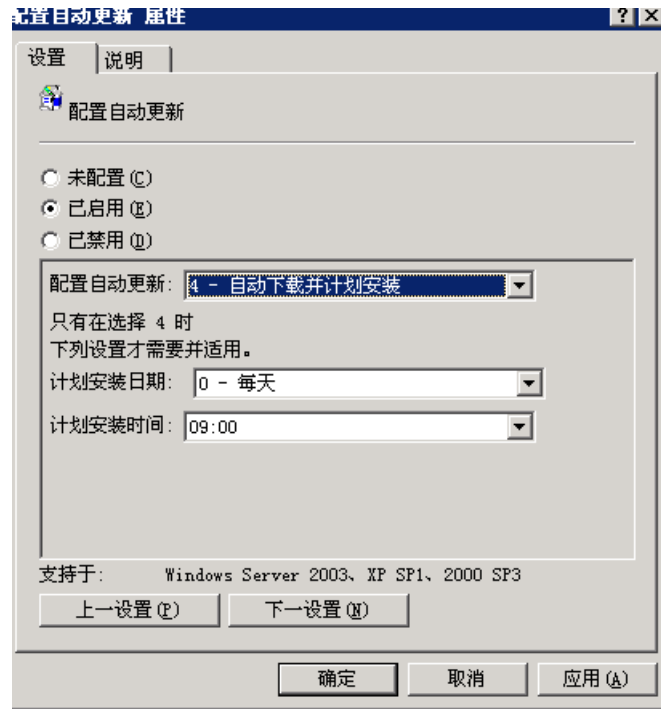 配置自动更新 属性
设置 说明
配置自动更新
未配置(C)
已启用(E)
已禁用(D)
配置自动更新: 4 - 自动下载并计划安装
只有在选择 4 时
下列设置才需要并适用。
计划安装日期: 0 - 每天
计划安装时间: 09:00
支持于: Windows Server 2003、XP SP1、2000 SP3
上一设置(P) 下一设置(N)
确定 取消 应用(A)